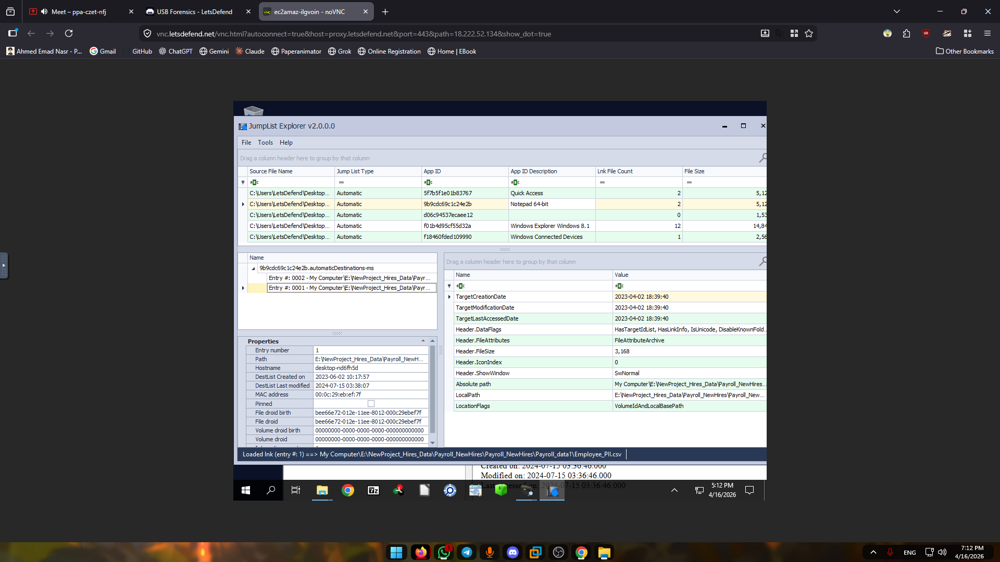 Meet – ppa-czet-nfj
USB Forensics - LetsDefend
ec2amaz-ilgvoin - noVNC
vnc.letsdefend.net/vnc.html?autoconnect=true&host=proxy.letsdefend.net&port=443&path=18.222.52.134&show_dot=true
Ahmed Emad Nasr - P...
Gmail
GitHub
ChatGPT
Gemini
Claude
Paperanimator
Grok
Online Registration
Home | EBook
Other Bookmarks
JumpList Explorer v2.0.0.0
File Tools Help
Drag a column header here to group by that column
Source File Name Jump List Type App ID App ID Description Lnk File Count File Size
C:\Users\LetsDefend\Desktop... Automatic 5f7b5f1e01b83767 Quick Access 2 5,12
C:\Users\LetsDefend\Desktop... Automatic 9b9cdc69c1c24e2b Notepad 64-bit 2 5,12
C:\Users\LetsDefend\Desktop... Automatic d06c94537ecaee12 0 1,53
C:\Users\LetsDefend\Desktop... Automatic f01b4d95cf55d32a Windows Explorer Windows 8.1 12 14,84
C:\Users\LetsDefend\Desktop... Automatic f18460fded109990 Windows Connected Devices 1 2,56
Name
9b9cdc69c1c24e2b.automaticDestinations-ms
Entry #: 0002 - My Computer\E:\NewProject_Hires_Data\Payr...
Entry #: 0001 - My Computer\E:\NewProject_Hires_Data\Payr...
Properties
Entry number 1
Path E:\NewProject_Hires_Data\Payroll_NewH...
Hostname desktop-nd6fh5d
DestList Created on 2023-06-02 10:17:57
DestList Last modified 2024-07-15 03:38:07
MAC address 00:0c:29:eb:ef:7f
Pinned
File droid birth bee66e72-012e-11ee-8012-000c29ebef7f
File droid bee66e72-012e-11ee-8012-000c29ebef7f
Volume droid birth 00000000-0000-0000-0000-000000000000
Volume droid 00000000-0000-0000-0000-000000000000
Drag a column header here to group by that column
Name Value
TargetCreationDate 2023-04-02 18:39:40
TargetModificationDate 2023-04-02 18:39:40
TargetLastAccessedDate 2023-04-02 18:39:40
Header.DataFlags HasTargetIdList, HasLinkInfo, IsUnicode, DisableKnownFold...
Header.FileAttributes FileAttributeArchive
Header.FileSize 3,168
Header.IconIndex 0
Header.ShowWindow SwNormal
Absolute path My Computer\E:\NewProject_Hires_Data\Payroll_NewHires...
LocalPath E:\NewProject_Hires_Data\Payroll_NewHires\Payroll_New...
LocationFlags VolumeIdAndLocalBasePath
Loaded lnk (entry #: 1) ==> My Computer\E:\NewProject_Hires_Data\Payroll_NewHires\Payroll_NewHires\Payroll_data1\Employee_PII.csv
Created on: 2024-07-15 03:36:46.000
Modified on: 2024-07-15 03:36:46.000
2024-07-15 03:36:46.000
5:12 PM
4/16/2026
5
ENG
7:12 PM
4/16/2026